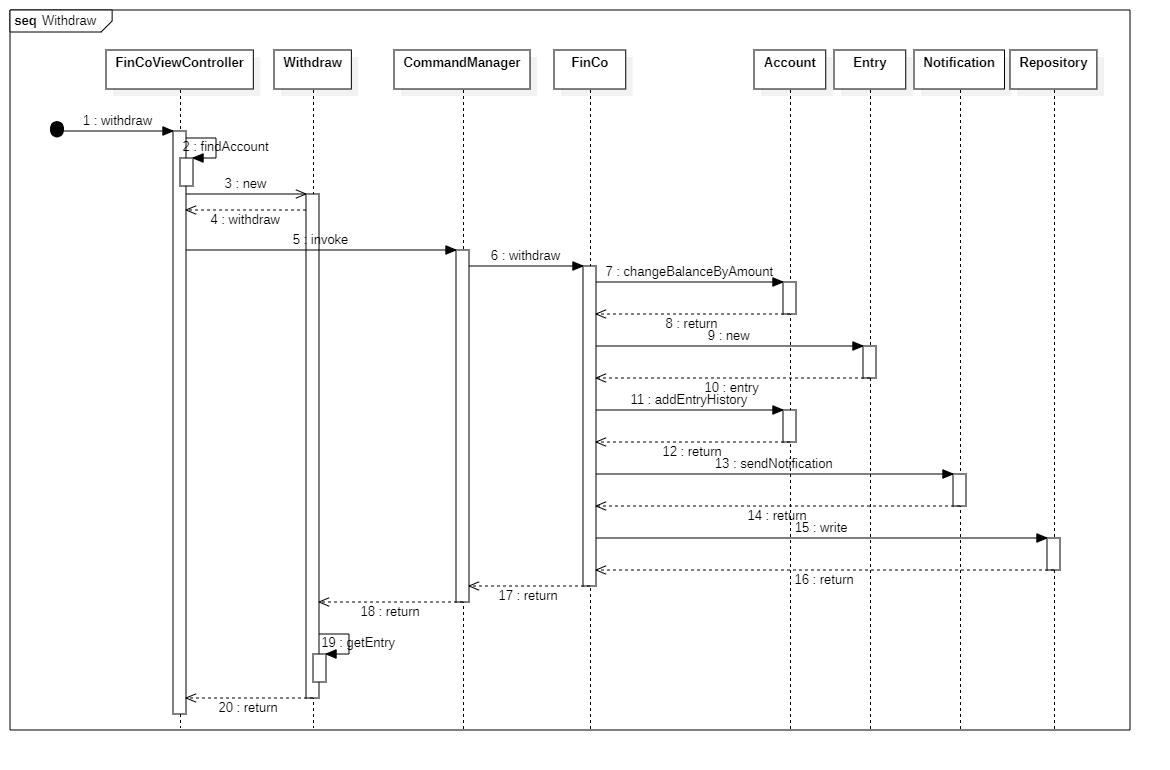 seq Withdraw
FinCoViewController
Withdraw
CommandManager
FinCo
Account
Entry
Notification
Repository
1 : withdraw
2 : findAccount
3 : new
4 : withdraw
5 : invoke
6 : withdraw
7 : changeBalanceByAmount
8 : return
9 : new
10 : entry
11 : addEntryHistory
12 : return
13 : sendNotification
14 : return
15 : write
16 : return
17 : return
18 : return
19 : getEntry
20 : return